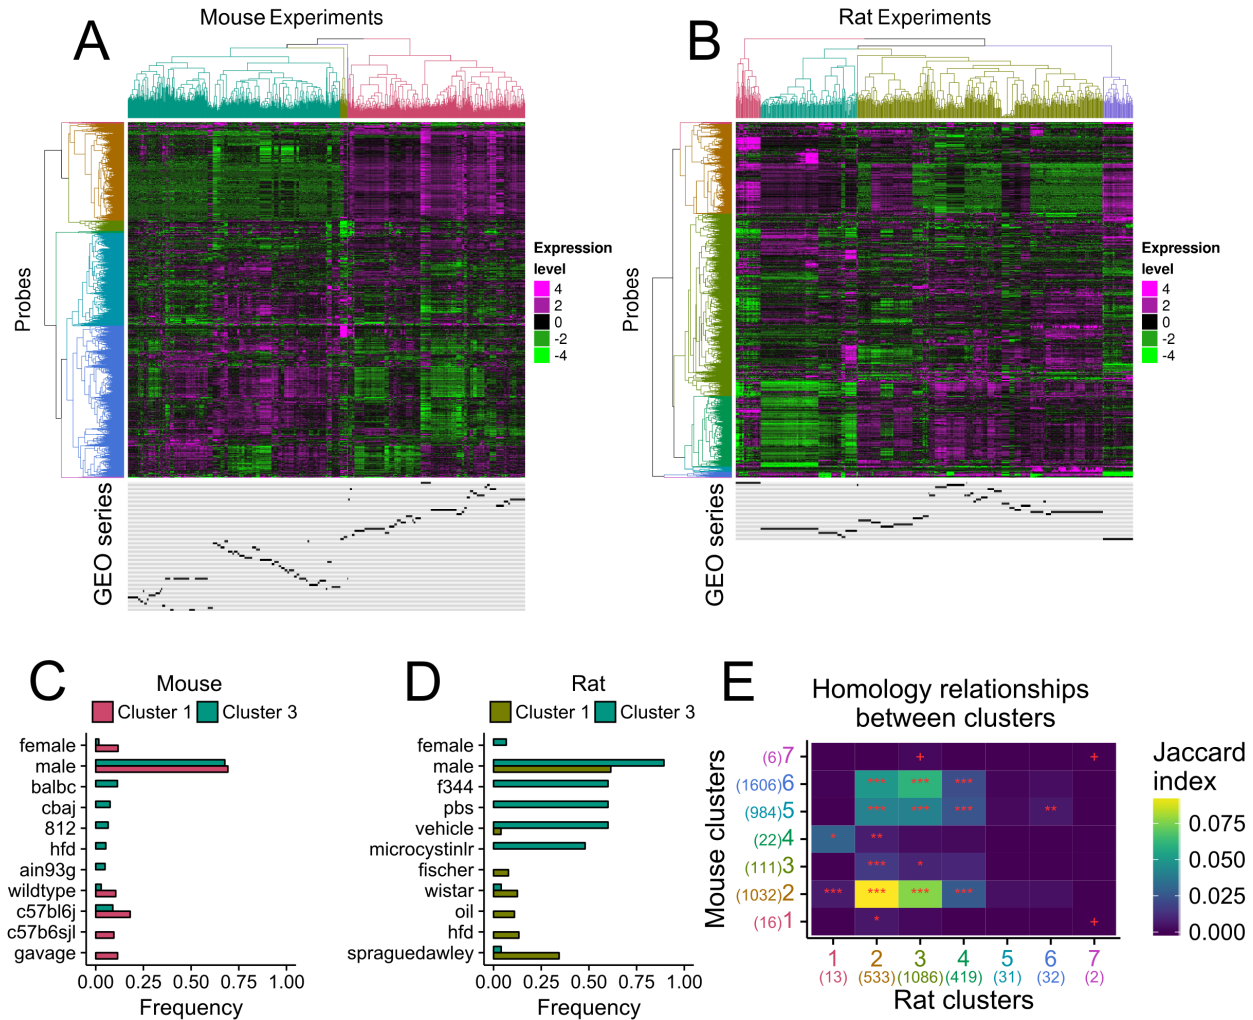 A
Mouse Experiments
Probes
Expression
level
4
2
0
-2
-4
GEO series
B
Rat Experiments
Probes
Expression
level
4
2
0
-2
-4
GEO series
C
Mouse
Cluster 1 Cluster 3
female
male
balbc
cbaj
812
hfd
ain93g
wildtype
c57bl6j
c57b6sjl
gavage
0.00 0.25 0.50 0.75 1.00
Frequency
D
Rat
Cluster 1 Cluster 3
female
male
f344
pbs
vehicle
microcystinlr
fischer
wistar
oil
hfd
spraguedawley
0.00 0.25 0.50 0.75 1.00
Frequency
E
Homology relationships
between clusters
Mouse clusters
(6)7 + +
(1606)6 *** *** ***
(984)5 *** *** *** **
(22)4 * **
(111)3 *** *
(1032)2 *** *** *** ***
(16)1 * +
1 2 3 4 5 6 7
(13) (533) (1086) (419) (31) (32) (2)
Rat clusters
Jaccard
index
0.075
0.050
0.025
0.000